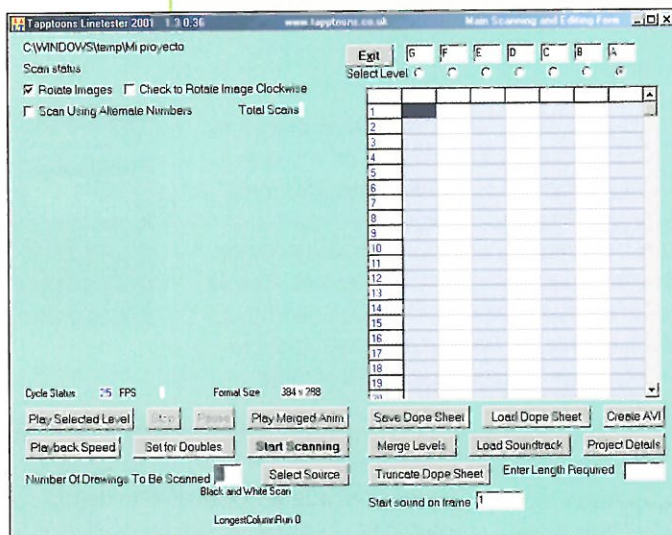 Tapptoons Linetester 2001 1.3.0.36 www.tapptoons.co.uk Main Scanning and Editing Form
C:\WINDOWS\temp\Mi proyecto
Exit G F E D C B A
Scan status
Select Level
Rotate Images Check to Rotate Image Clockwise
Scan Using Alternate Numbers Total Scans
1
2
3
4
5
6
7
8
9
10
11
12
13
14
15
16
17
18
19
Cycle Status 25 FPS Format Size 384 x 288
Play Selected Level Stop Pause Play Merged Anim Save Dope Sheet Load Dope Sheet Create AVI
Playback Speed Set for Doubles Start Scanning Merge Levels Load Soundtrack Project Details
Number Of Drawings To Be Scanned Select Source Truncate Dope Sheet Enter Length Required
Black and White Scan
Start sound on frame 1
LongestColumnRun 0